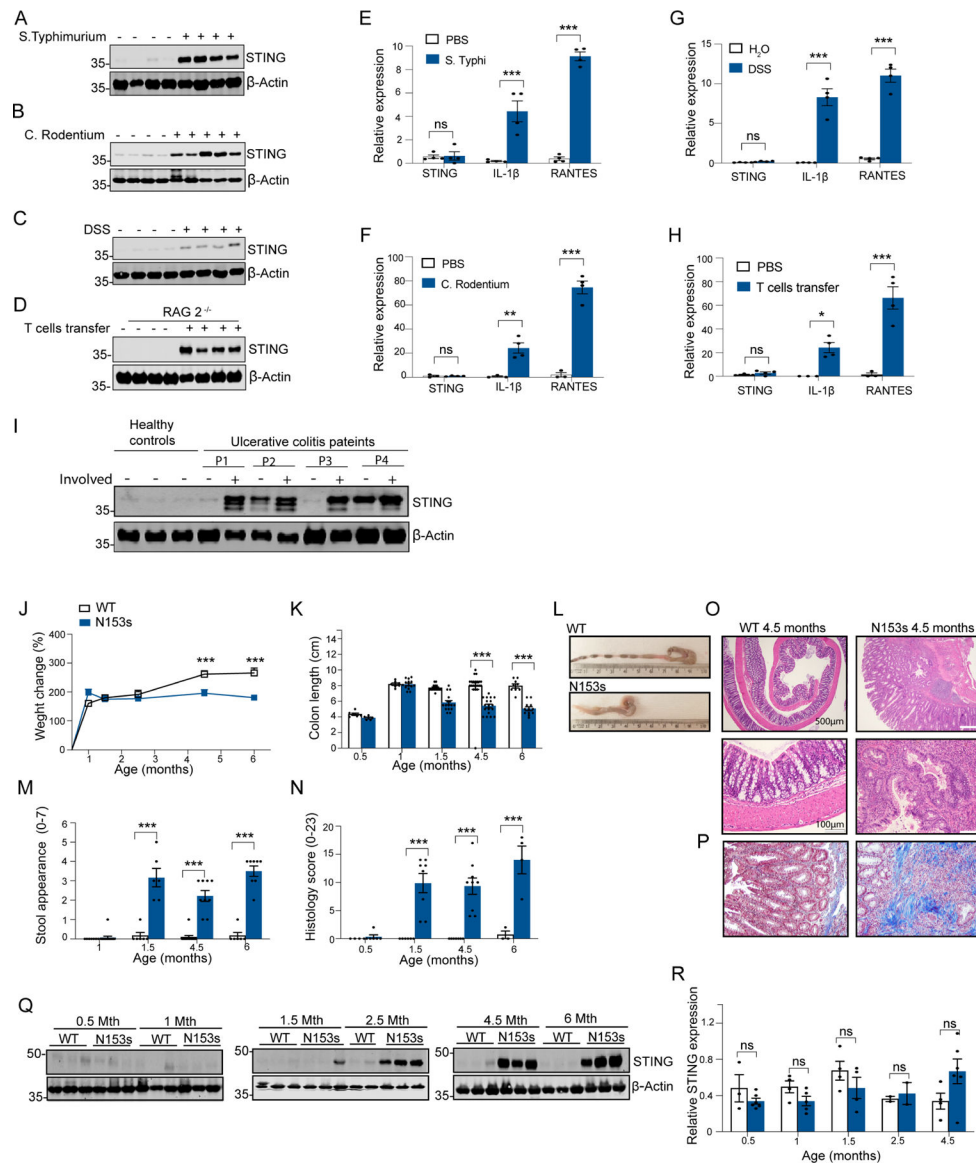 A
S.Typhimurium - - - - + + + +
STING
35-
β-Actin
35-
B
C. Rodentium - - - - + + + + +
STING
35-
β-Actin
35-
C
DSS - - - - + + + +
STING
35-
β-Actin
35-
D
RAG 2 -/-
T cells transfer - - - - + + + +
STING
35-
β-Actin
35-
E
PBS
S. Typhi
Relative expression
10
8
6
4
2
0
ns
***
***
STING IL-1β RANTES
G
H2O
DSS
Relative expression
15
10
5
0
ns
***
***
STING IL-1β RANTES
F
PBS
C. Rodentium
Relative expression
100
80
60
40
20
0
ns
**
***
STING IL-1β RANTES
H
PBS
T cells transfer
Relative expression
100
80
60
40
20
0
ns
*
***
STING IL-1β RANTES
I
Healthy
controls
Ulcerative colitis pateints
P1 P2 P3 P4
Involved - - - - + - + - + - +
STING
35-
β-Actin
35-
J
WT
N153s
Weght change (%)
400
300
200
100
0
*** ***
1 2 3 4 5 6
Age (months)
K
Colon length (cm)
14
12
10
8
6
4
2
0
*** ***
0.5 1 1.5 4.5 6
Age (months)
L
WT
N153s
O
WT 4.5 months N153s 4.5 months
500μm
100μm
P
M
Stool appearance (0-7)
6
5
4
3
2
1
0
***
***
***
1 1.5 4.5 6
Age (months)
N
Histology score (0-23)
30
20
10
0
***
***
***
0.5 1.5 4.5 6
Age (months)
Q
0.5 Mth 1 Mth
WT N153s WT N153s
50-
35-
1.5 Mth 2.5 Mth
WT N153s WT N153s
50-
35-
4.5 Mth 6 Mth
WT N153s WT N153s
50-
STING
β-Actin
35-
R
Relative STING expression
1.2
0.8
0.4
0
ns
ns
ns
ns
ns
0.5 1 1.5 2.5 4.5
Age (months)